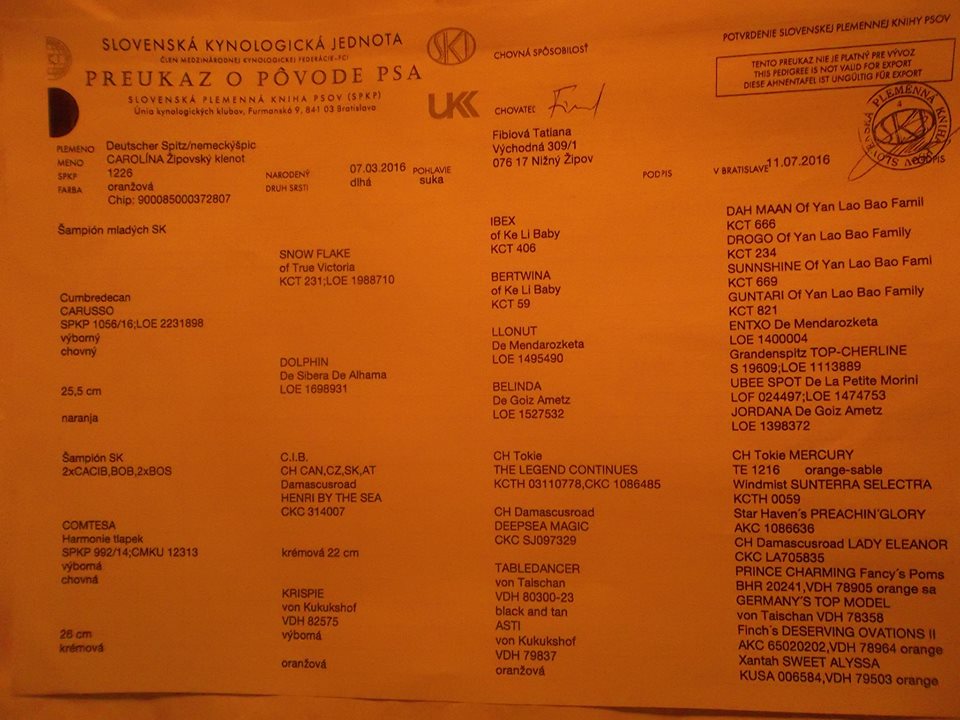 SLOVENSKÁ KYNOLOGICKÁ JEDNOTA
ČLEN MEDZINÁRODNEJ KYNOLOGICKEJ FEDERÁCIE-FCI
PREUKAZ O PÔVODE PSA
SLOVENSKÁ PLEMENNÁ KNIHA PSOV (SPKP)
Únia kynologických klubov, Furmanská 9, 841 03 Bratislava
SKJ
UKK
CHOVNÁ SPÔSOBILOSŤ
CHOVATEĽ
Fibiová Tatiana
Východná 309/1
076 17 Nižný Žipov
POTVRDENIE SLOVENSKEJ PLEMENNEJ KNIHY PSOV
TENTO PREUKAZ NIE JE PLATNÝ PRE VÝVOZ
THIS PEDIGREE IS NOT VALID FOR EXPORT
DIESE AHNENTAFEL IST UNGÜLTIG FÜR EXPORT
SLOVENSKÁ PLEMENNÁ KNIHA PSOV
4
SKJ
PODPIS
V BRATISLAVE 11.07.2016
PODPIS
PLEMENO Deutscher Spitz/nemeckýšpic
MENO CAROLÍNA Žipovský klenot
SPKP 1226
NARODENÝ 07.03.2016
POHLAVIE suka
FARBA oranžová
DRUH SRSTI dlhá
Chip: 900085000372807
Šampión mladých SK
Cumbredecan
CARUSSO
SPKP 1056/16;LOE 2231898
výborný
chovný
25,5 cm
naranja
Šampión SK
2xCACIB,BOB,2xBOS
COMTESA
Harmonie tlapek
SPKP 992/14;CMKU 12313
výborná
chovná
26 cm
krémová
SNOW FLAKE
of True Victoria
KCT 231;LOE 1988710
DOLPHIN
De Sibera De Alhama
LOE 1698931
C.I.B.
CH CAN,CZ,SK,AT
Damascusroad
HENRI BY THE SEA
CKC 314007
krémová 22 cm
KRISPIE
von Kukukshof
VDH 82575
výborná
oranžová
IBEX
of Ke Li Baby
KCT 406
BERTWINA
of Ke Li Baby
KCT 59
LLONUT
De Mendarozketa
LOE 1495490
BELINDA
De Goiz Ametz
LOE 1527532
CH Tokie
THE LEGEND CONTINUES
KCTH 03110778,CKC 1086485
CH Damascusroad
DEEPSEA MAGIC
CKC SJ097329
TABLEDANCER
von Taischan
VDH 80300-23
black and tan
ASTI
von Kukukshof
VDH 79837
oranžová
DAH MAAN Of Yan Lao Bao Famil
KCT 666
DROGO Of Yan Lao Bao Family
KCT 234
SUNNSHINE Of Yan Lao Bao Fami
KCT 669
GUNTARI Of Yan Lao Bao Family
KCT 821
ENTXO De Mendarozketa
LOE 1400004
Grandenspitz TOP-CHERLINE
S 19609;LOE 1113889
UBEE SPOT De La Petite Morini
LOF 024497;LOE 1474753
JORDANA De Goiz Ametz
LOE 1398372
CH Tokie MERCURY
TE 1216 orange-sable
Windmist SUNTERRA SELECTRA
KCTH 0059
Star Haven´s PREACHIN´GLORY
AKC 1086636
CH Damascusroad LADY ELEANOR
CKC LA705835
PRINCE CHARMING Fancy´s Poms
BHR 20241,VDH 78905 orange sa
GERMANY´S TOP MODEL
von Taischan VDH 78358
Finch´s DESERVING OVATIONS II
AKC 65020202,VDH 78964 orange
Xantah SWEET ALYSSA
KUSA 006584,VDH 79503 orange